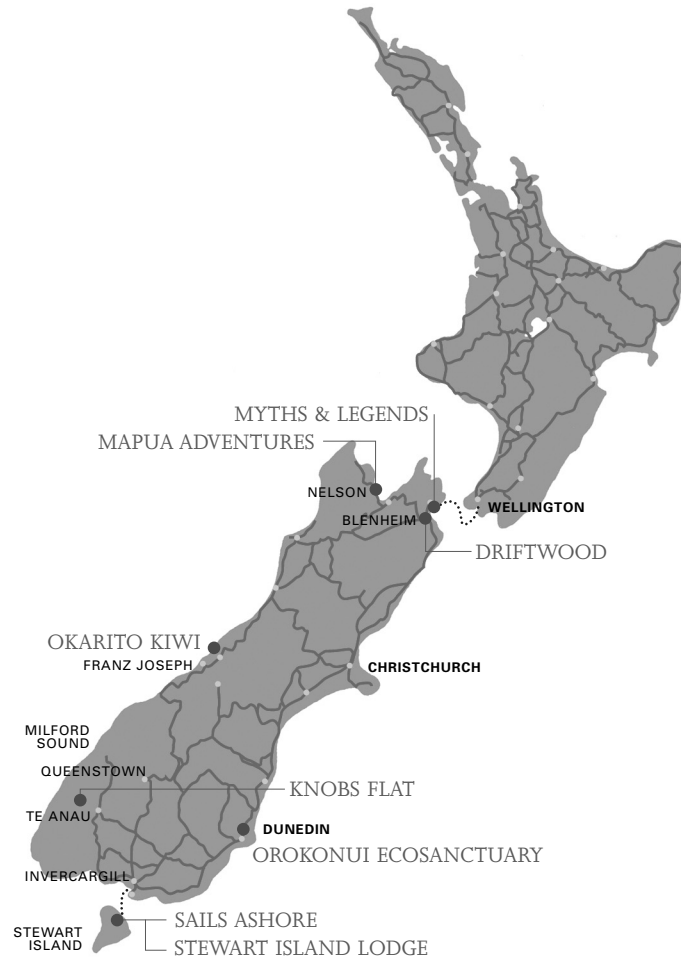 MYTHS & LEGENDS
MAPUA ADVENTURES
NELSON
WELLINGTON
BLENHEIM
DRIFTWOOD
OKARITO KIWI
FRANZ JOSEPH
CHRISTCHURCH
MILFORD
SOUND
QUEENSTOWN
KNOBS FLAT
TE ANAU
DUNEDIN
OROKONUI ECOSANCTUARY
INVERCARGILL
SAILS ASHORE
STEWART
ISLAND
STEWART ISLAND LODGE